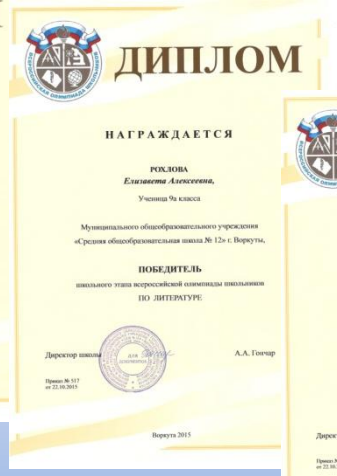 ДИПЛОМ
НАГРАЖДАЕТСЯ
РОХЛОВА
Елизавета Алексеевна,
Ученица 9а класса
Муниципального общеобразовательного учреждения
«Средняя общеобразовательная школа № 12» г. Воркуты,
ПОБЕДИТЕЛЬ
школьного этапа всероссийской олимпиады школьников
ПО ЛИТЕРАТУРЕ
Директор школы
для
А.А. Гончар
Приказ № 517
от 22.10.2015
Воркута 2015